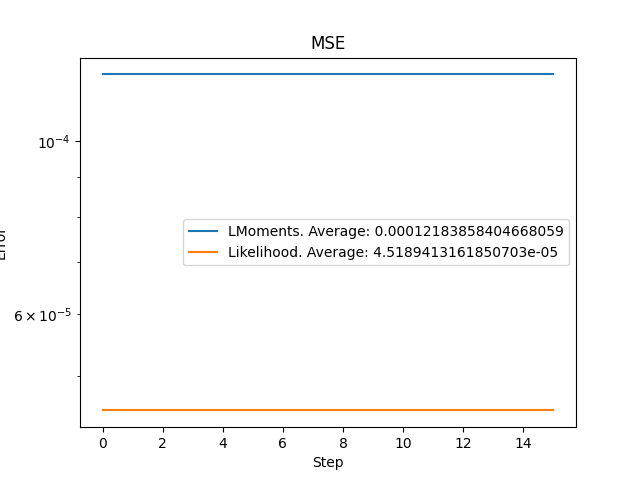 MSE
10⁻⁴
6 × 10⁻⁵
Error
LMoments. Average: 0.00012183858404668059
Likelihood. Average: 4.5189413161850703e-05
0 2 4 6 8 10 12 14
Step